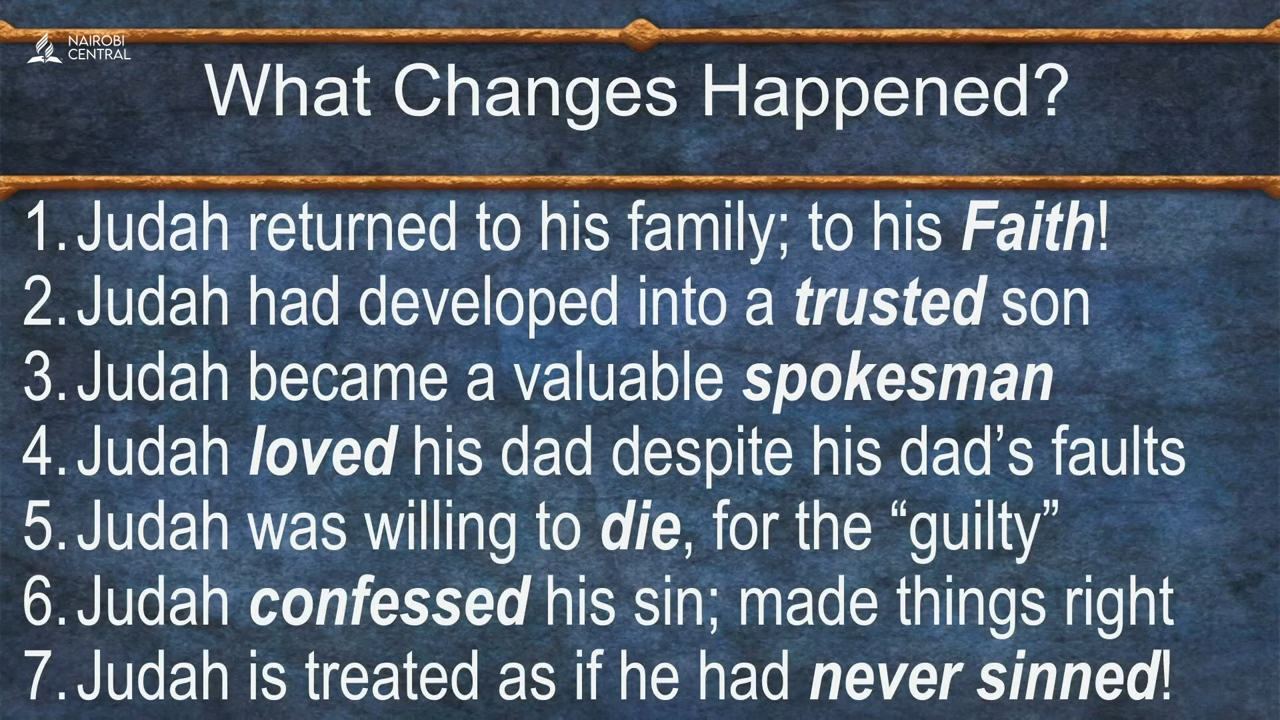 NAIROBI
CENTRAL
What Changes Happened?
1. Judah returned to his family; to his Faith!
2. Judah had developed into a trusted son
3. Judah became a valuable spokesman
4. Judah loved his dad despite his dad’s faults
5. Judah was willing to die, for the “guilty”
6. Judah confessed his sin; made things right
7. Judah is treated as if he had never sinned!